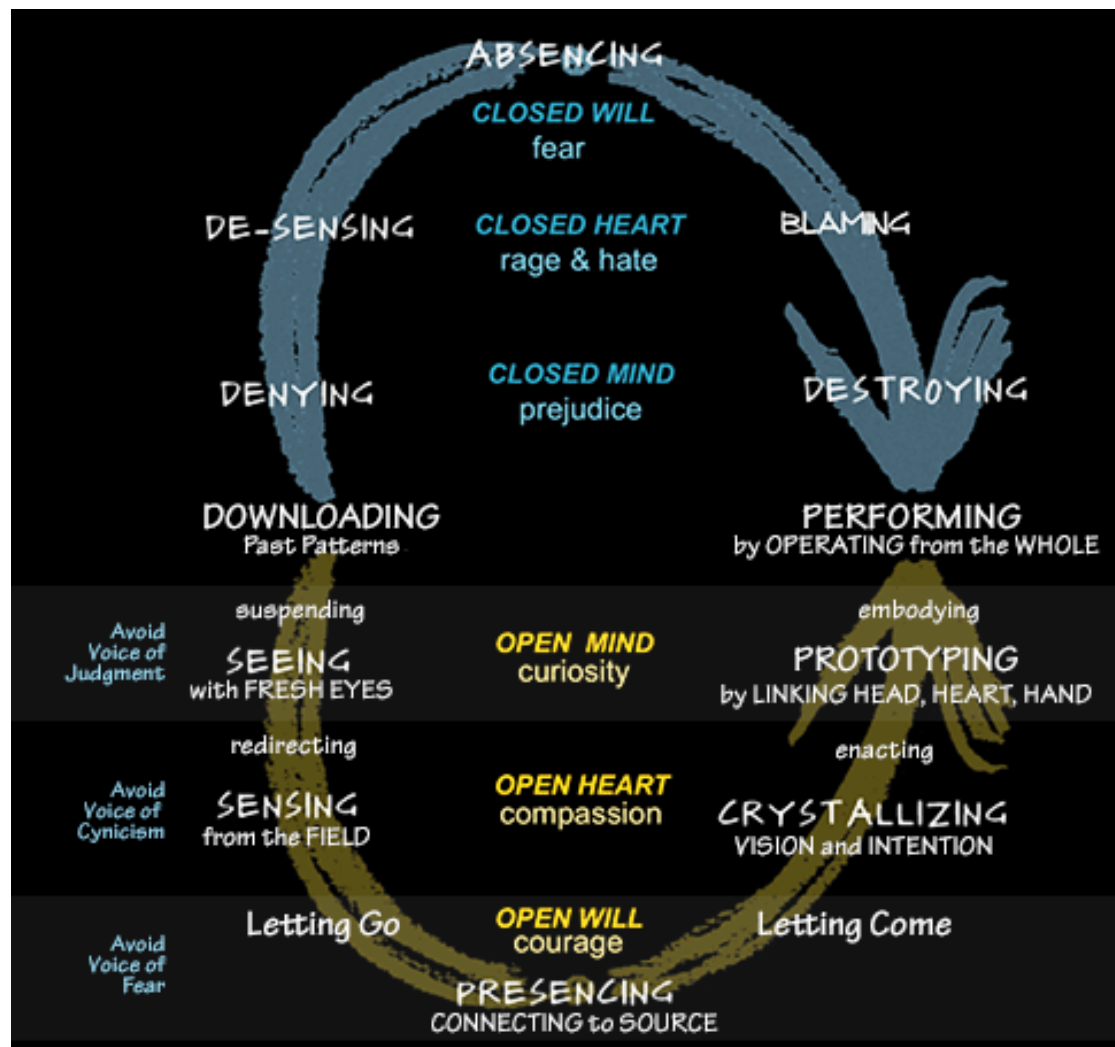 ABSENCING
CLOSED WILL
fear
DE-SENSING
CLOSED HEART
rage & hate
BLAMING
DENYING
CLOSED MIND
prejudice
DESTROYING
DOWNLOADING
Past Patterns
PERFORMING
by OPERATING from the WHOLE
Avoid
Voice of
Judgment
suspending
SEEING
with FRESH EYES
OPEN MIND
curiosity
embodying
PROTOTYPING
by LINKING HEAD, HEART, HAND
Avoid
Voice of
Cynicism
redirecting
SENSING
from the FIELD
OPEN HEART
compassion
enacting
CRYSTALLIZING
VISION and INTENTION
Avoid
Voice of
Fear
Letting Go
OPEN WILL
courage
Letting Come
PRESENCING
CONNECTING to SOURCE